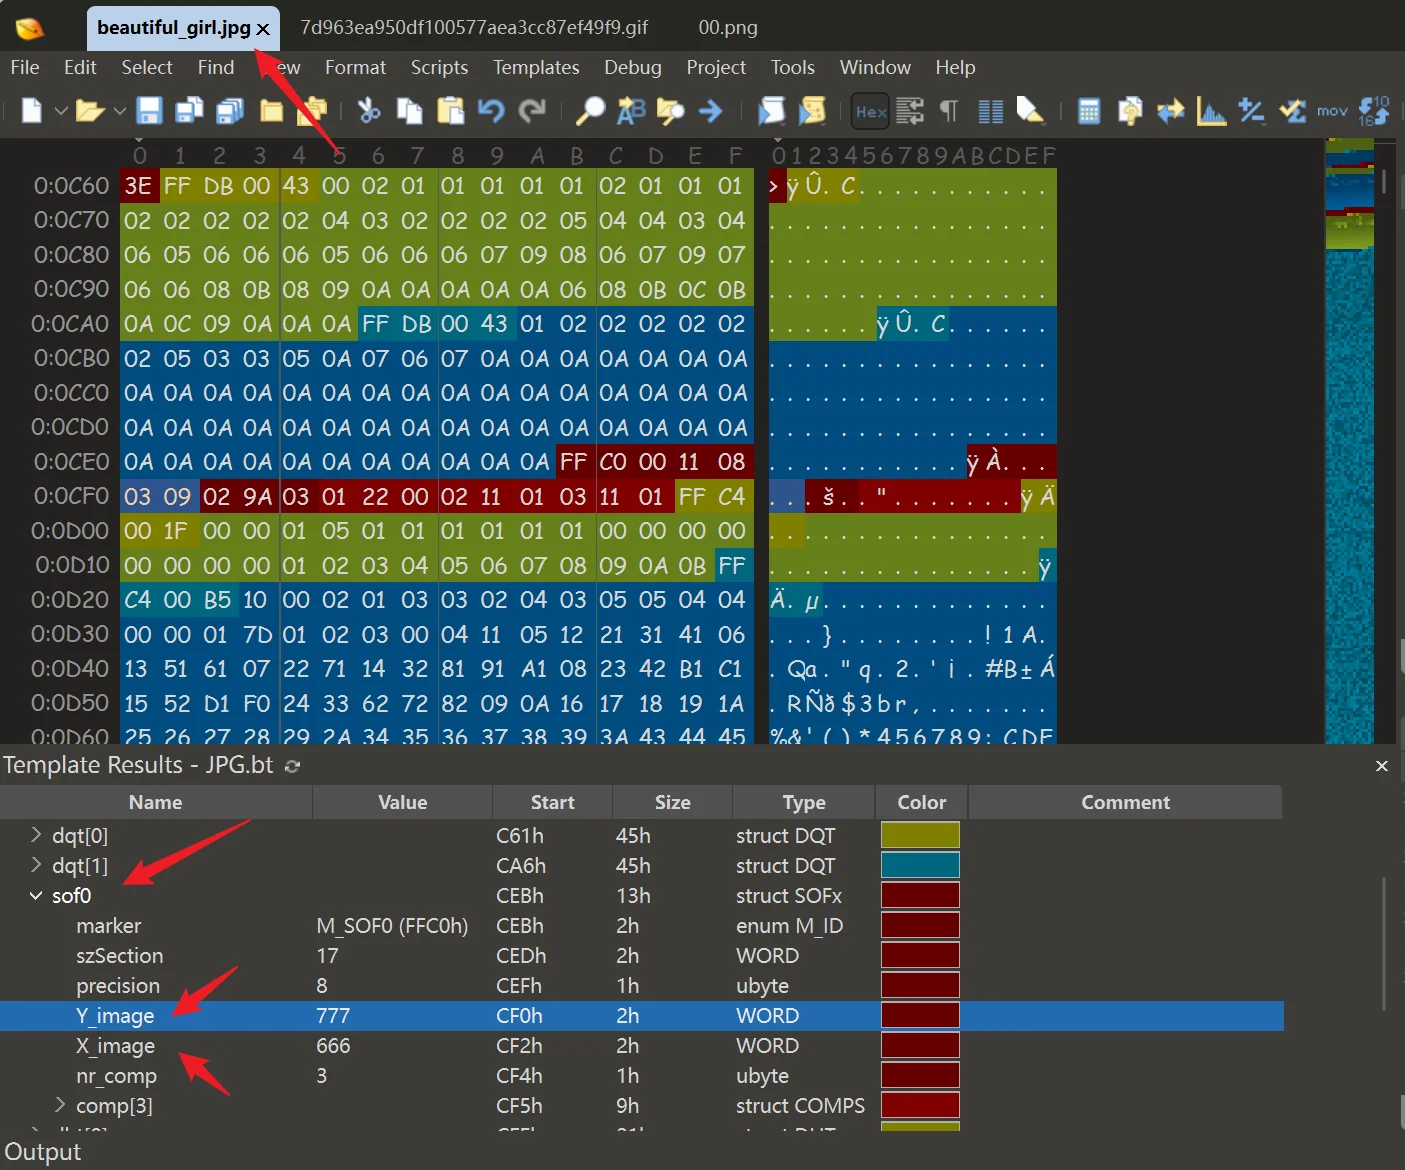 beautiful_girl.jpg × 7d963ea950df100577aea3cc87ef49f9.gif 00.png
File Edit Select Find ew Format Scripts Templates Debug Project Tools Window Help
Hex mov 10 16
0 1 2 3 4 5 6 7 8 9 A B C D E F 0123456789ABCDEF
0:0C60 3E FF DB 00 43 00 02 01 01 01 01 01 02 01 01 01 >ÿÛ.C...........
0:0C70 02 02 02 02 02 04 03 02 02 02 02 05 04 04 03 04 ................
0:0C80 06 05 06 06 06 05 06 06 06 07 09 08 06 07 09 07 ................
0:0C90 06 06 08 0B 08 09 0A 0A 0A 0A 0A 06 08 0B 0C 0B ................
0:0CA0 0A 0C 09 0A 0A 0A FF DB 00 43 01 02 02 02 02 02 ......ÿÛ.C......
0:0CB0 02 05 03 03 05 0A 07 06 07 0A 0A 0A 0A 0A 0A 0A ................
0:0CC0 0A 0A 0A 0A 0A 0A 0A 0A 0A 0A 0A 0A 0A 0A 0A 0A ................
0:0CD0 0A 0A 0A 0A 0A 0A 0A 0A 0A 0A 0A 0A 0A 0A 0A 0A ................
0:0CE0 0A 0A 0A 0A 0A 0A 0A 0A 0A 0A 0A FF C0 00 11 08 ...........ÿÀ...
0:0CF0 03 09 02 9A 03 01 22 00 02 11 01 03 11 01 FF C4 ...š..".......ÿÄ
0:0D00 00 1F 00 00 01 05 01 01 01 01 01 01 00 00 00 00 ................
0:0D10 00 00 00 00 01 02 03 04 05 06 07 08 09 0A 0B FF ...............ÿ
0:0D20 C4 00 B5 10 00 02 01 03 03 02 04 03 05 05 04 04 Ä.µ.............
0:0D30 00 00 01 7D 01 02 03 00 04 11 05 12 21 31 41 06 ...}........!1A.
0:0D40 13 51 61 07 22 71 14 32 81 91 A1 08 23 42 B1 C1 .Qa."q.2.'¡.#B±Á
0:0D50 15 52 D1 F0 24 33 62 72 82 09 0A 16 17 18 19 1A .RÑð$3br,.......
0:0D60 25 26 27 28 29 2A 34 35 36 37 38 39 3A 43 44 45 %&'()*456789:CDE
Template Results - JPG.bt ×
Name Value Start Size Type Color Comment
dqt[0] C61h 45h struct DQT
dqt[1] CA6h 45h struct DQT
sof0 CEBh 13h struct SOFx
marker M_SOF0 (FFC0h) CEBh 2h enum M_ID
szSection 17 CEDh 2h WORD
precision 8 CEFh 1h ubyte
Y_image 777 CF0h 2h WORD
X_image 666 CF2h 2h WORD
nr_comp 3 CF4h 1h ubyte
comp[3] CF5h 9h struct COMPS
Output